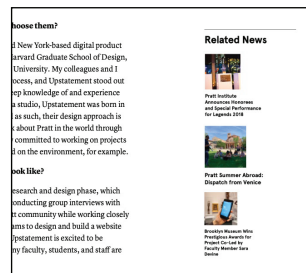 hoose them?
d New York-based digital product
arvard Graduate School of Design,
University. My colleagues and I
ocess, and Upstatement stood out
eep knowledge of and experience
a studio, Upstatement was born in
l as such, their design approach is
k about Pratt in the world through
committed to working on projects
d on the environment, for example.
ook like?
esearch and design phase, which
onducting group interviews with
tt community while working closely
ams to design and build a website
Upstatement is excited to be
ny faculty, students, and staff are
Related News
Pratt Institute
Announces Honorees
and Special Performance
for Legends 2018
Pratt Summer Abroad:
Dispatch from Venice
Brooklyn Museum Wins
Prestigious Awards for
Project Co-Led by
Faculty Member Sara
Devine